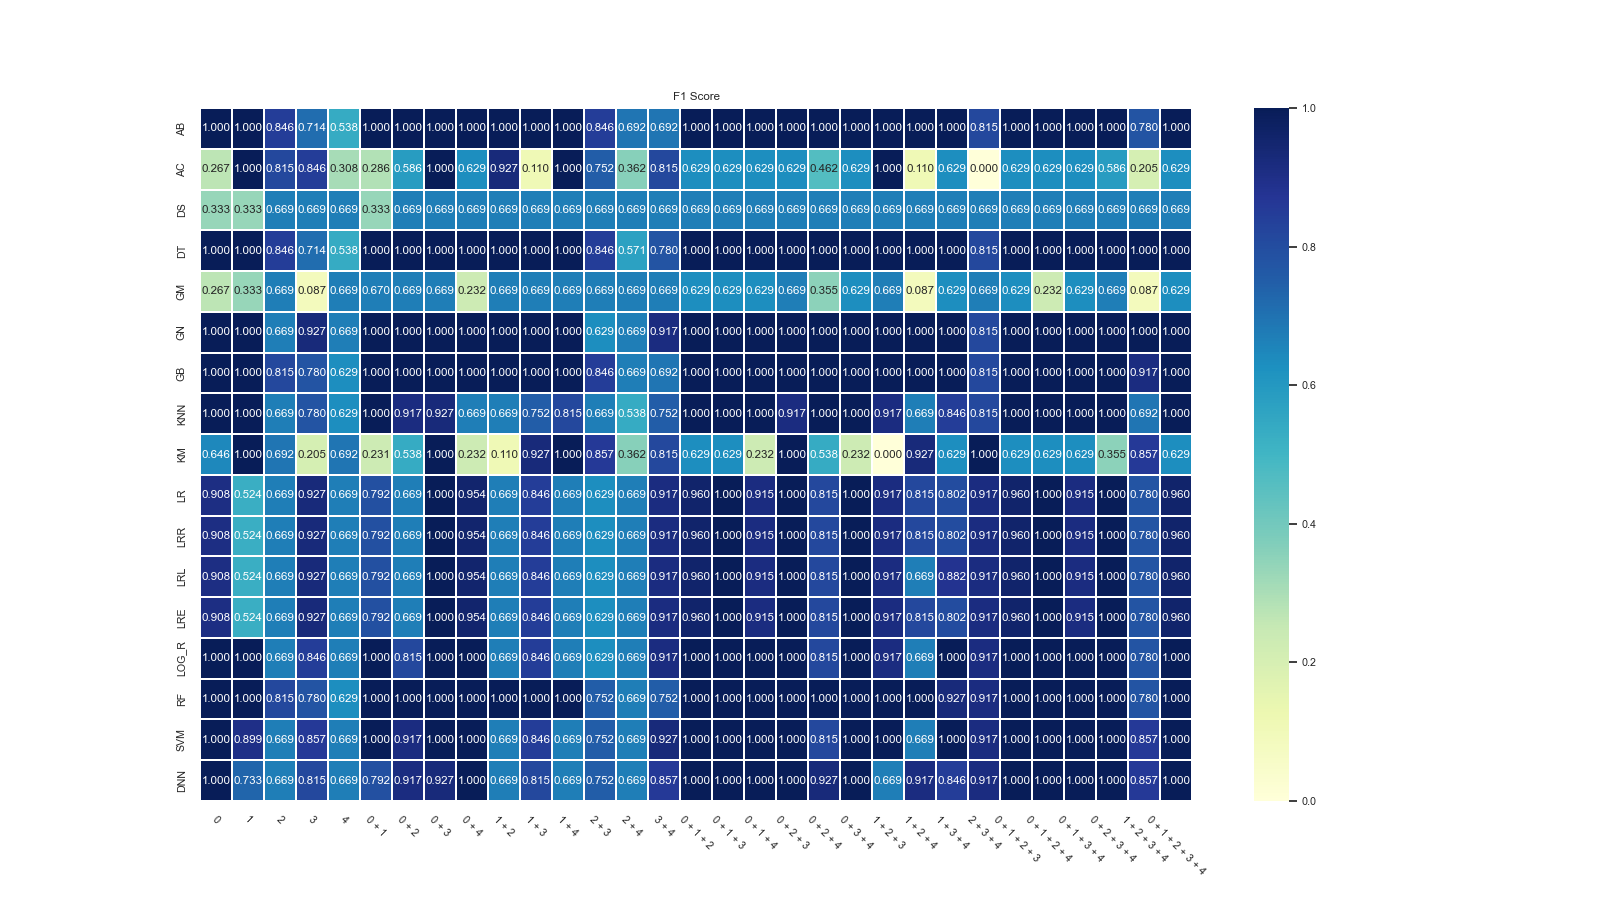 F1 Score
AB 1.000 1.000 0.846 0.714 0.538 1.000 1.000 1.000 1.000 1.000 1.000 1.000 0.846 0.692 0.692 1.000 1.000 1.000 1.000 1.000 1.000 1.000 1.000 1.000 0.815 1.000 1.000 1.000 1.000 0.780 1.000
AC 0.267 1.000 0.815 0.846 0.308 0.286 0.586 1.000 0.629 0.927 0.110 1.000 0.752 0.362 0.815 0.629 0.629 0.629 0.629 0.462 0.629 1.000 0.110 0.629 0.000 0.629 0.629 0.629 0.586 0.205 0.629
DS 0.333 0.333 0.669 0.669 0.669 0.333 0.669 0.669 0.669 0.669 0.669 0.669 0.669 0.669 0.669 0.669 0.669 0.669 0.669 0.669 0.669 0.669 0.669 0.669 0.669 0.669 0.669 0.669 0.669 0.669 0.669
DT 1.000 1.000 0.846 0.714 0.538 1.000 1.000 1.000 1.000 1.000 1.000 1.000 0.846 0.571 0.780 1.000 1.000 1.000 1.000 1.000 1.000 1.000 1.000 1.000 0.815 1.000 1.000 1.000 1.000 1.000 1.000
GM 0.267 0.333 0.669 0.087 0.669 0.670 0.669 0.669 0.232 0.669 0.669 0.669 0.669 0.669 0.669 0.629 0.629 0.629 0.669 0.355 0.629 0.669 0.087 0.629 0.669 0.629 0.232 0.629 0.669 0.087 0.629
GN 1.000 1.000 0.669 0.927 0.669 1.000 1.000 1.000 1.000 1.000 1.000 1.000 0.629 0.669 0.917 1.000 1.000 1.000 1.000 1.000 1.000 1.000 1.000 1.000 0.815 1.000 1.000 1.000 1.000 1.000 1.000
GB 1.000 1.000 0.815 0.780 0.629 1.000 1.000 1.000 1.000 1.000 1.000 1.000 0.846 0.669 0.692 1.000 1.000 1.000 1.000 1.000 1.000 1.000 1.000 1.000 0.815 1.000 1.000 1.000 1.000 0.917 1.000
KNN 1.000 1.000 0.669 0.780 0.629 1.000 0.917 0.927 0.669 0.669 0.752 0.815 0.669 0.538 0.752 1.000 1.000 1.000 0.917 1.000 1.000 0.917 0.669 0.846 0.815 1.000 1.000 1.000 1.000 0.692 1.000
KM 0.646 1.000 0.692 0.205 0.692 0.231 0.538 1.000 0.232 0.110 0.927 1.000 0.857 0.362 0.815 0.629 0.629 0.232 1.000 0.538 0.232 0.000 0.927 0.629 1.000 0.629 0.629 0.629 0.355 0.857 0.629
LR 0.908 0.524 0.669 0.927 0.669 0.792 0.669 1.000 0.954 0.669 0.846 0.669 0.629 0.669 0.917 0.960 1.000 0.915 1.000 0.815 1.000 0.917 0.815 0.802 0.917 0.960 1.000 0.915 1.000 0.780 0.960
LRR 0.908 0.524 0.669 0.927 0.669 0.792 0.669 1.000 0.954 0.669 0.846 0.669 0.629 0.669 0.917 0.960 1.000 0.915 1.000 0.815 1.000 0.917 0.815 0.802 0.917 0.960 1.000 0.915 1.000 0.780 0.960
LRL 0.908 0.524 0.669 0.927 0.669 0.792 0.669 1.000 0.954 0.669 0.846 0.669 0.629 0.669 0.917 0.960 1.000 0.915 1.000 0.815 1.000 0.917 0.669 0.882 0.917 0.960 1.000 0.915 1.000 0.780 0.960
LRE 0.908 0.524 0.669 0.927 0.669 0.792 0.669 1.000 0.954 0.669 0.846 0.669 0.629 0.669 0.917 0.960 1.000 0.915 1.000 0.815 1.000 0.917 0.815 0.802 0.917 0.960 1.000 0.915 1.000 0.780 0.960
LOG_R 1.000 1.000 0.669 0.846 0.669 1.000 0.815 1.000 1.000 0.669 0.846 0.669 0.629 0.669 0.917 1.000 1.000 1.000 1.000 0.815 1.000 0.917 0.669 1.000 0.917 1.000 1.000 1.000 1.000 0.780 1.000
RF 1.000 1.000 0.815 0.780 0.629 1.000 1.000 1.000 1.000 1.000 1.000 1.000 0.752 0.669 0.752 1.000 1.000 1.000 1.000 1.000 1.000 1.000 1.000 0.927 0.917 1.000 1.000 1.000 1.000 0.780 1.000
SVM 1.000 0.899 0.669 0.857 0.669 1.000 0.917 1.000 1.000 0.669 0.846 0.669 0.752 0.669 0.927 1.000 1.000 1.000 1.000 0.815 1.000 1.000 0.669 1.000 0.917 1.000 1.000 1.000 1.000 0.857 1.000
DNN 1.000 0.733 0.669 0.815 0.669 0.792 0.917 0.927 1.000 0.669 0.815 0.669 0.752 0.669 0.857 1.000 1.000 1.000 1.000 0.927 1.000 0.669 0.917 0.846 0.917 1.000 1.000 1.000 1.000 0.857 1.000
0
1
2
3
4
0 + 1
0 + 2
0 + 3
0 + 4
1 + 2
1 + 3
1 + 4
2 + 3
2 + 4
3 + 4
0 + 1 + 2
0 + 1 + 3
0 + 1 + 4
0 + 2 + 3
0 + 2 + 4
0 + 3 + 4
1 + 2 + 3
1 + 2 + 4
1 + 3 + 4
2 + 3 + 4
0 + 1 + 2 + 3
0 + 1 + 2 + 4
0 + 1 + 3 + 4
0 + 2 + 3 + 4
1 + 2 + 3 + 4
0 + 1 + 2 + 3 + 4
1.0
0.8
0.6
0.4
0.2
0.0